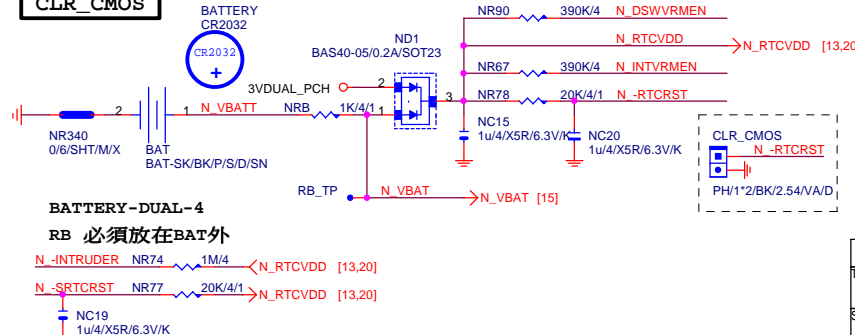 CLR_CMOS
BATTERY
CR2032
CR2032
+
NR340
0/6/SHT/M/X
2
1
BAT
BAT-SK/BK/P/S/D/SN
N_VBATT
NRB
1K/4/1
3VDUAL_PCH
ND1
BAS40-05/0.2A/SOT23
2
1
3
NR90
390K/4
N_DSWVRMEN
N_RTCVDD
N_RTCVDD [13,20
NR67
390K/4
N_INTVRMEN
NR78
20K/4/1
N_-RTCRST
NC15
1u/4/X5R/6.3V/K
NC20
1u/4/X5R/6.3V/K
CLR_CMOS
N_-RTCRST
PH/1*2/BK/2.54/VA/D
RB_TP
N_VBAT
N_VBAT [15]
BATTERY-DUAL-4
RB 必須放在BAT外
N_-INTRUDER
NR74
1M/4
N_RTCVDD [13,20]
N_-SRTCRST
NR77
20K/4/1
N_RTCVDD [13,20]
NC19
1u/4/X5R/6.3V/K